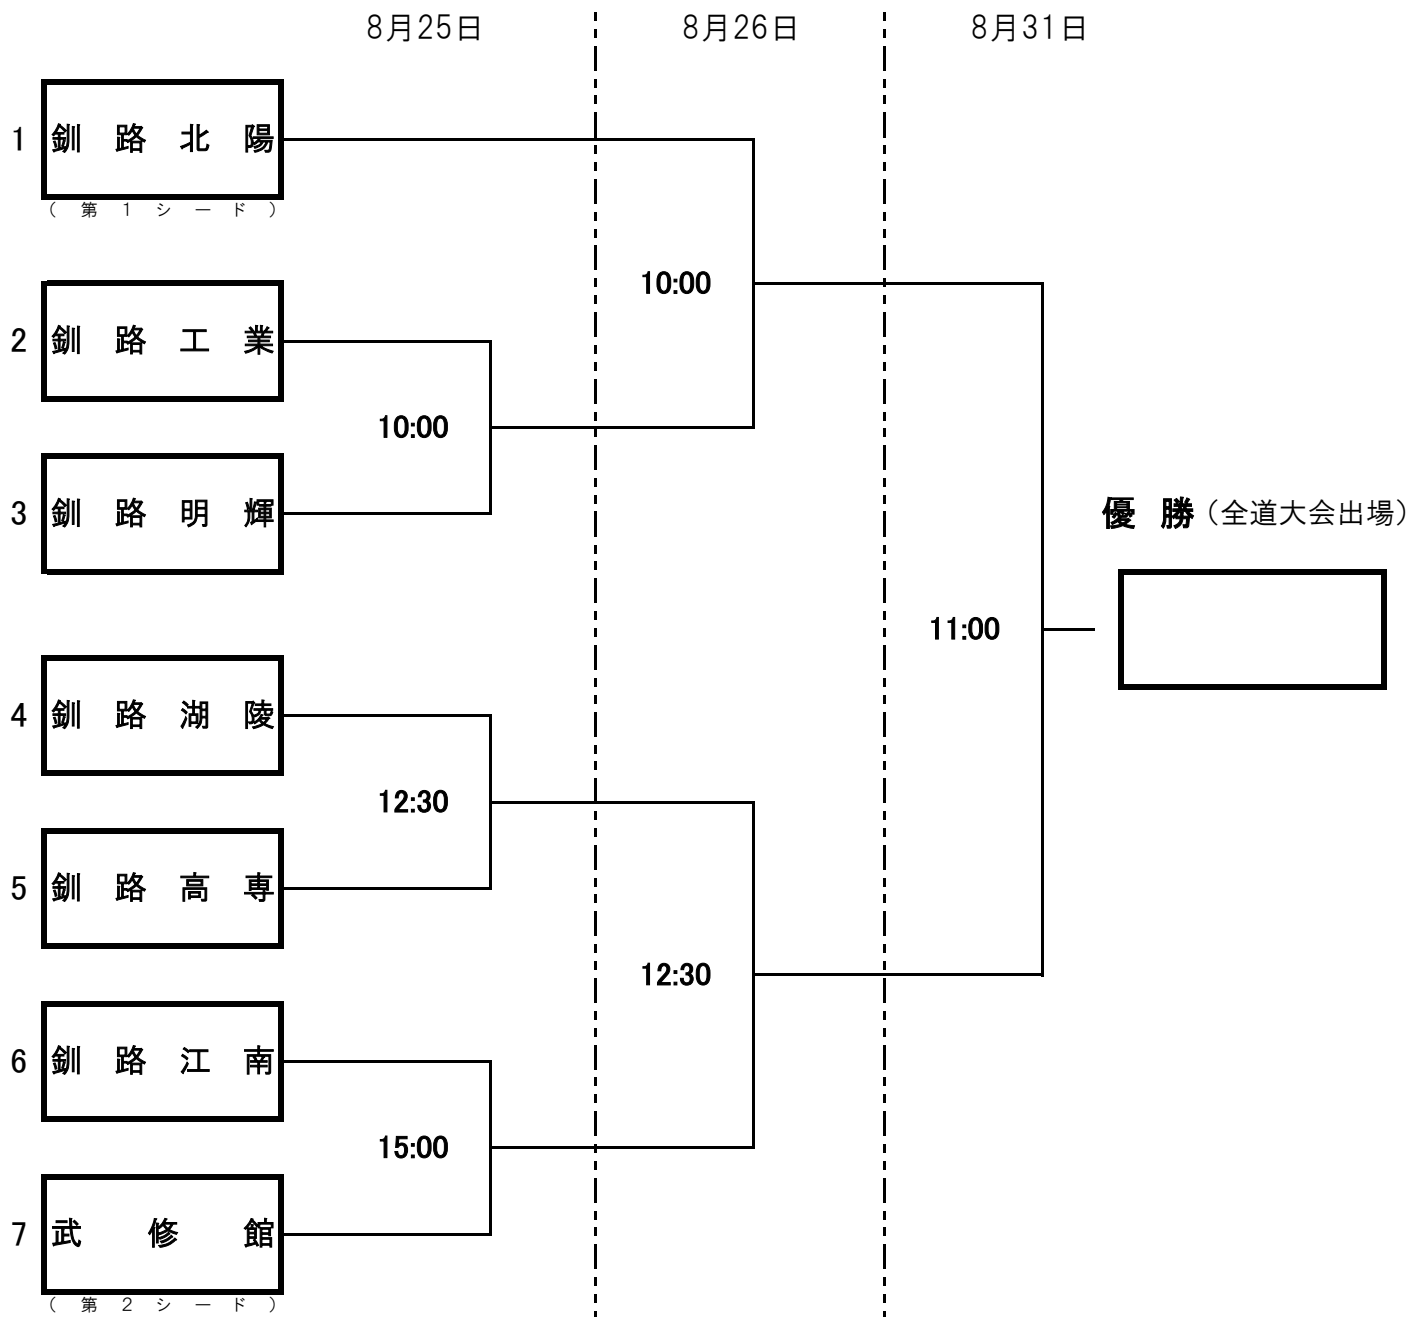 8月25日 8月26日 8月31日
1 釧路北陽
(第1シード)
10:00
2 釧路工業
10:00
3 釧路明輝
優勝(全道大会出場)
11:00
4 釧路湖陵
12:30
5 釧路高専
12:30
6 釧路江南
15:00
7 武修館
(第2シード)